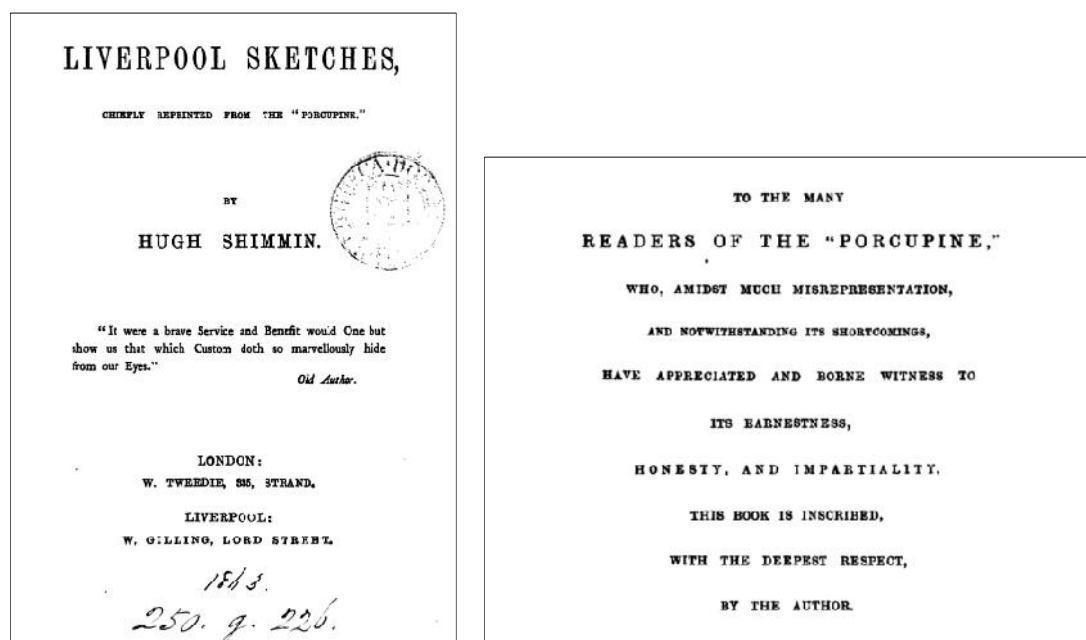 LIVERPOOL SKETCHES,
CHIEFLY REPRINTED FROM THE "PORCUPINE."
BY
HUGH SHIMMIN.
"It were a brave Service and Benefit would One but
show us that which Custom doth so marvellously hide
from our Eyes."
Old Author.
LONDON:
W. TWEEDIE, 335, STRAND.
LIVERPOOL:
W. GILLING, LORD STREET.
1863.
250. g. 226.
TO THE MANY
READERS OF THE "PORCUPINE,"
WHO, AMIDST MUCH MISREPRESENTATION,
AND NOTWITHSTANDING ITS SHORTCOMINGS,
HAVE APPRECIATED AND BORNE WITNESS TO
ITS EARNESTNESS,
HONESTY, AND IMPARTIALITY,
THIS BOOK IS INSCRIBED,
WITH THE DEEPEST RESPECT,
BY THE AUTHOR.